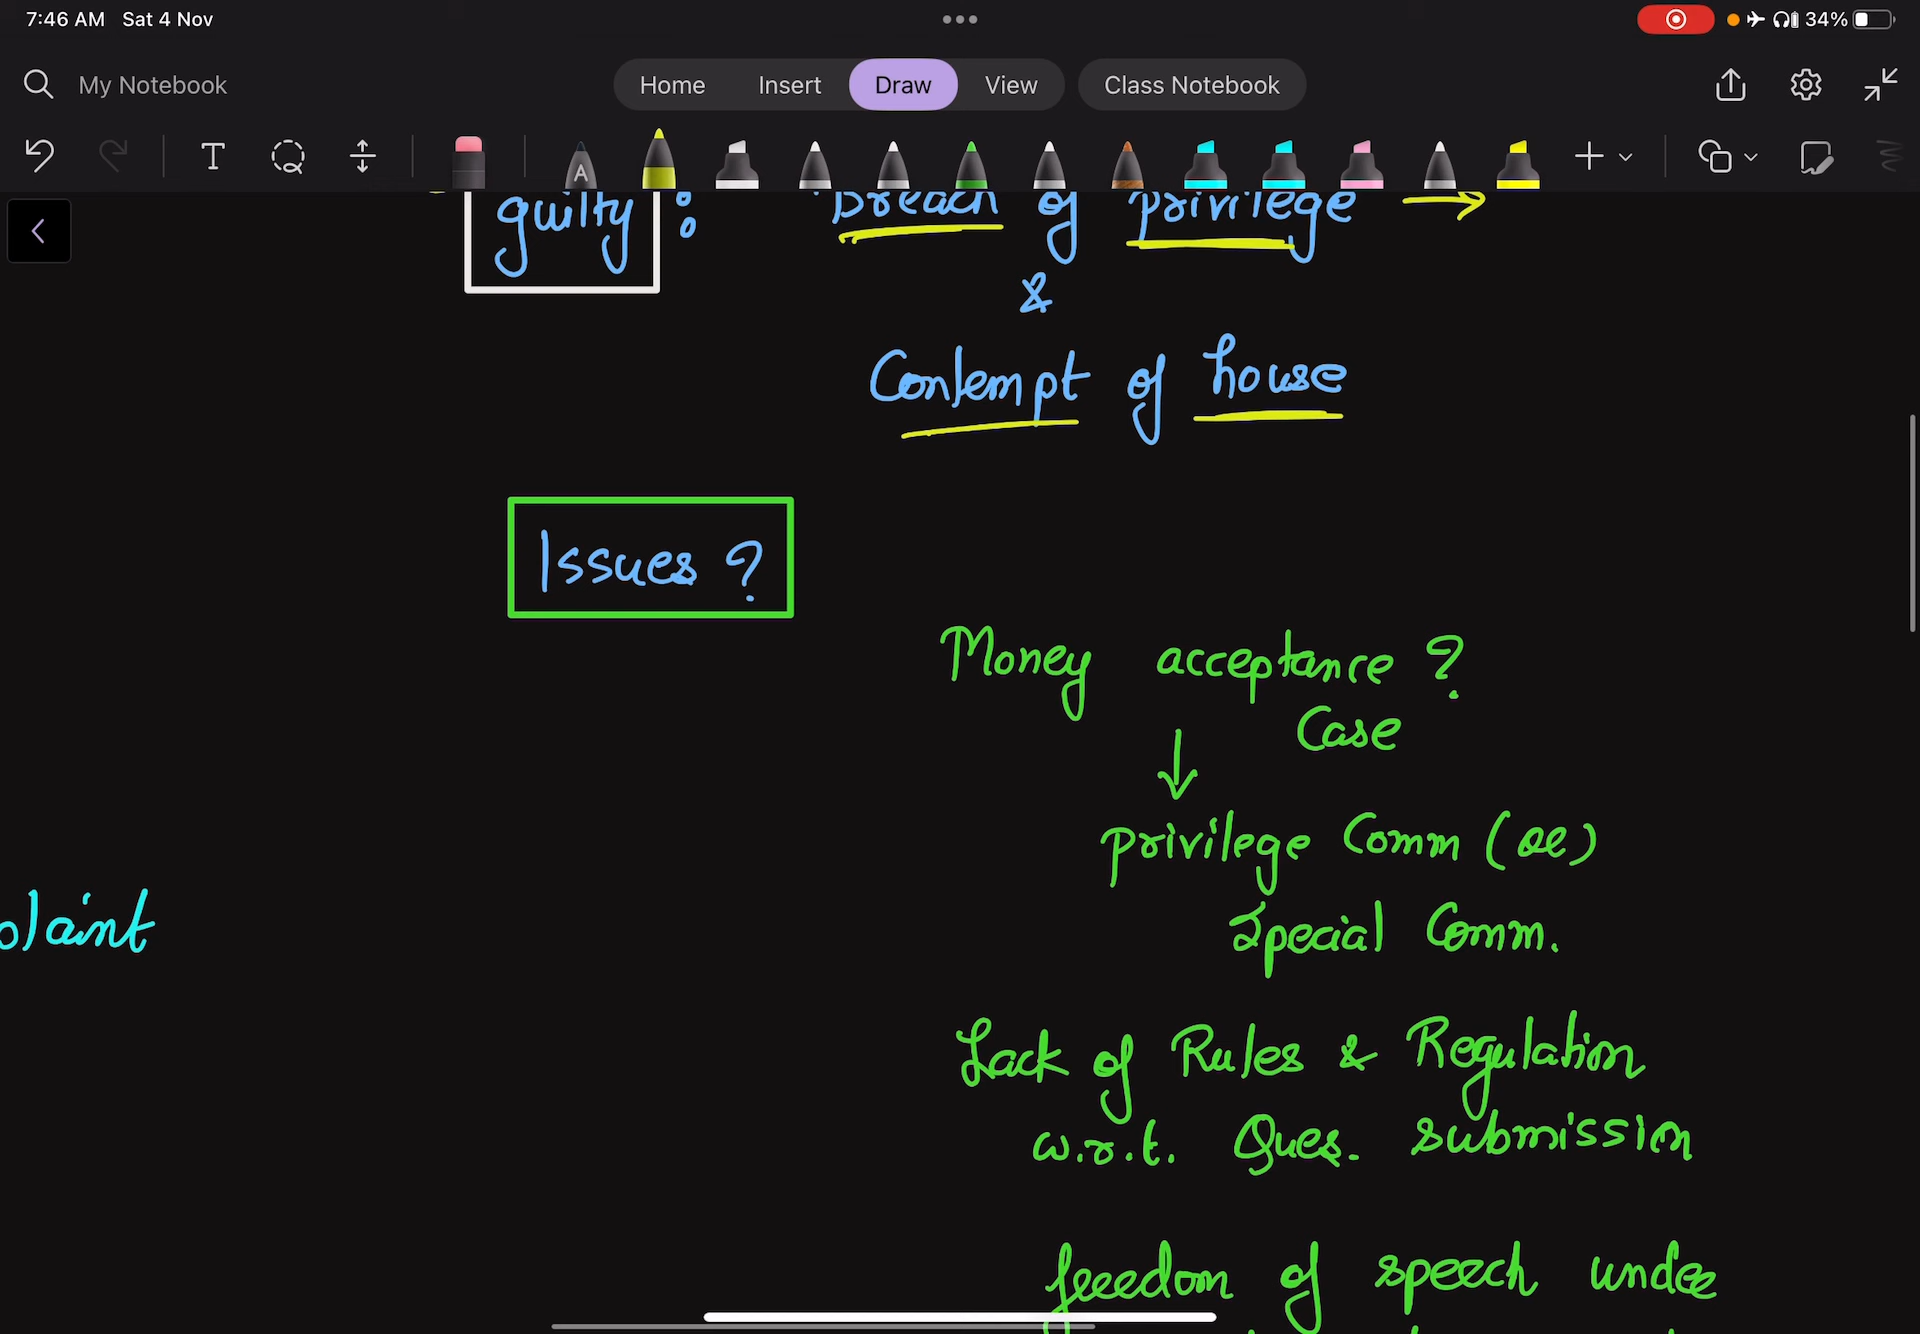 7:46 AM Sat 4 Nov
34%
My Notebook
Home Insert Draw View Class Notebook
T
A
guilty : Breach of privilege →
&
Contempt of house
Issues ?
Money acceptance ?
Case
↓
privilege Comm (or)
Special Comm.
plaint
Lack of Rules & Regulation
w.r.t. Ques. submission
freedom of speech under